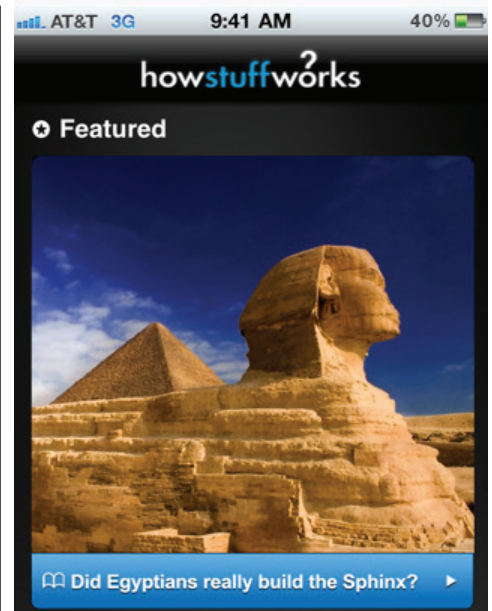 AT&T 3G 9:41 AM 40%
howstuffworks
Featured
Did Egyptians really build the Sphinx?